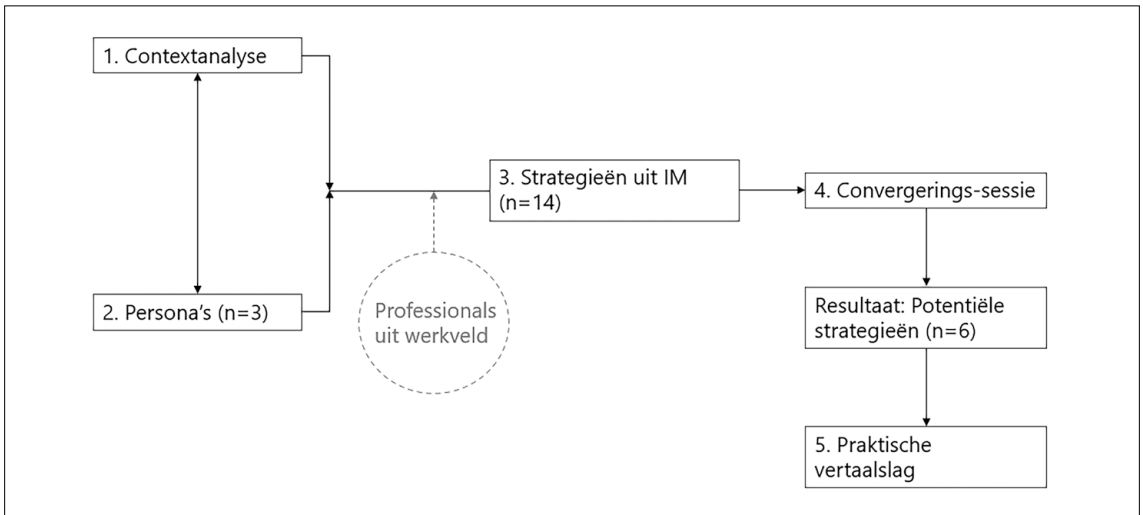 1. Contextanalyse
2. Persona’s (n=3)
Professionals
uit werkveld
3. Strategieën uit IM
(n=14)
4. Convergerings-sessie
Resultaat: Potentiële
strategieën (n=6)
5. Praktische
vertaalslag